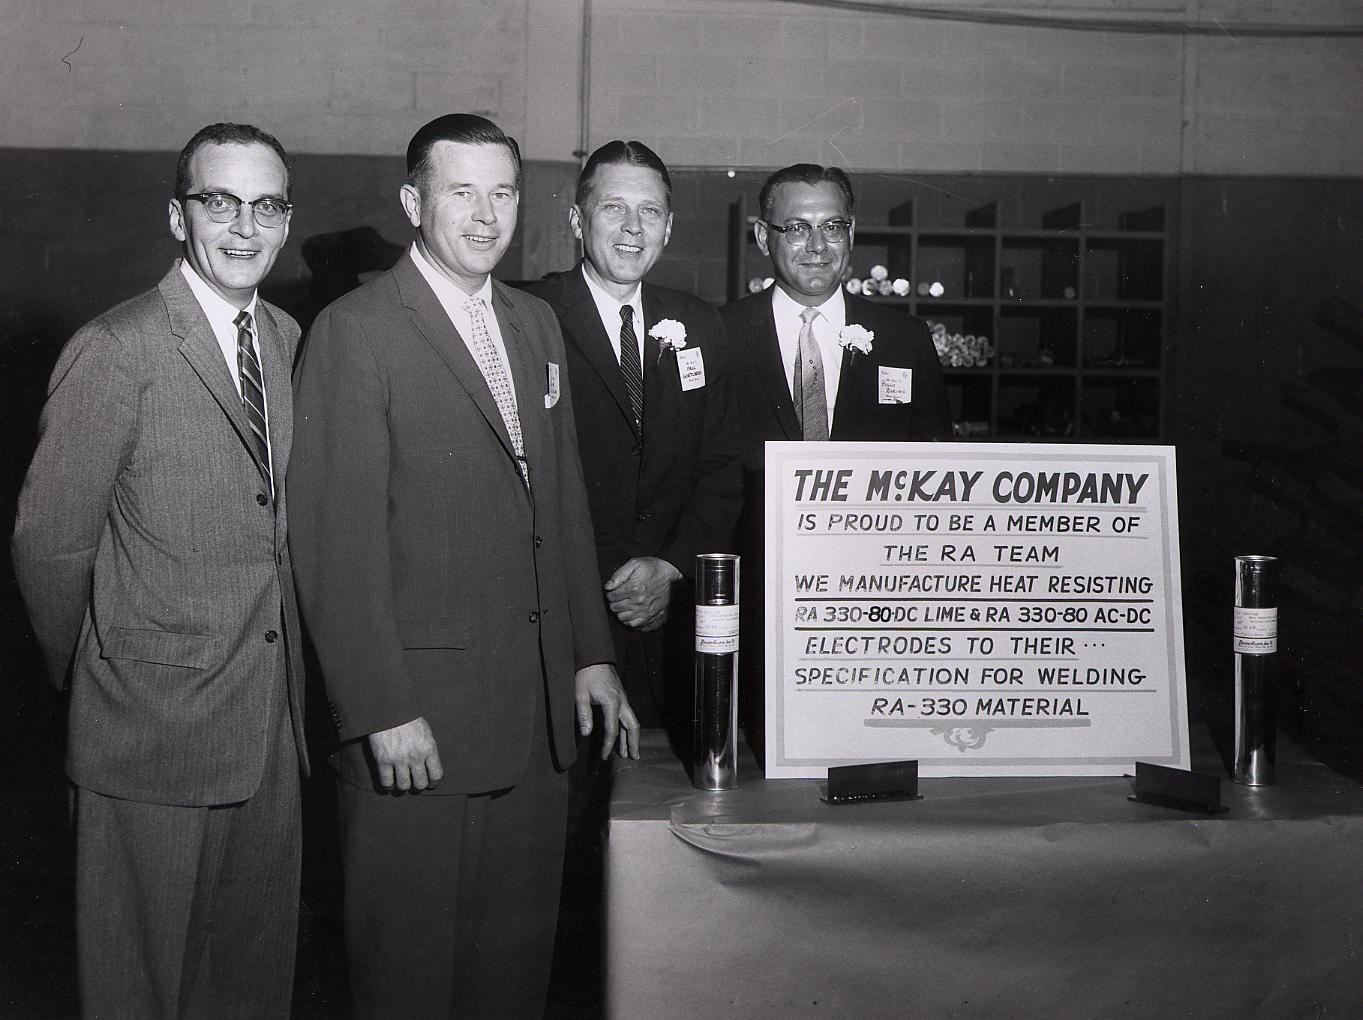 THE McKAY COMPANY
IS PROUD TO BE A MEMBER OF
THE RA TEAM
WE MANUFACTURE HEAT RESISTING
RA 330-80-DC LIME & RA 330-80 AC-DC
ELECTRODES TO THEIR ···
SPECIFICATION FOR WELDING
RA-330 MATERIAL
PAUL